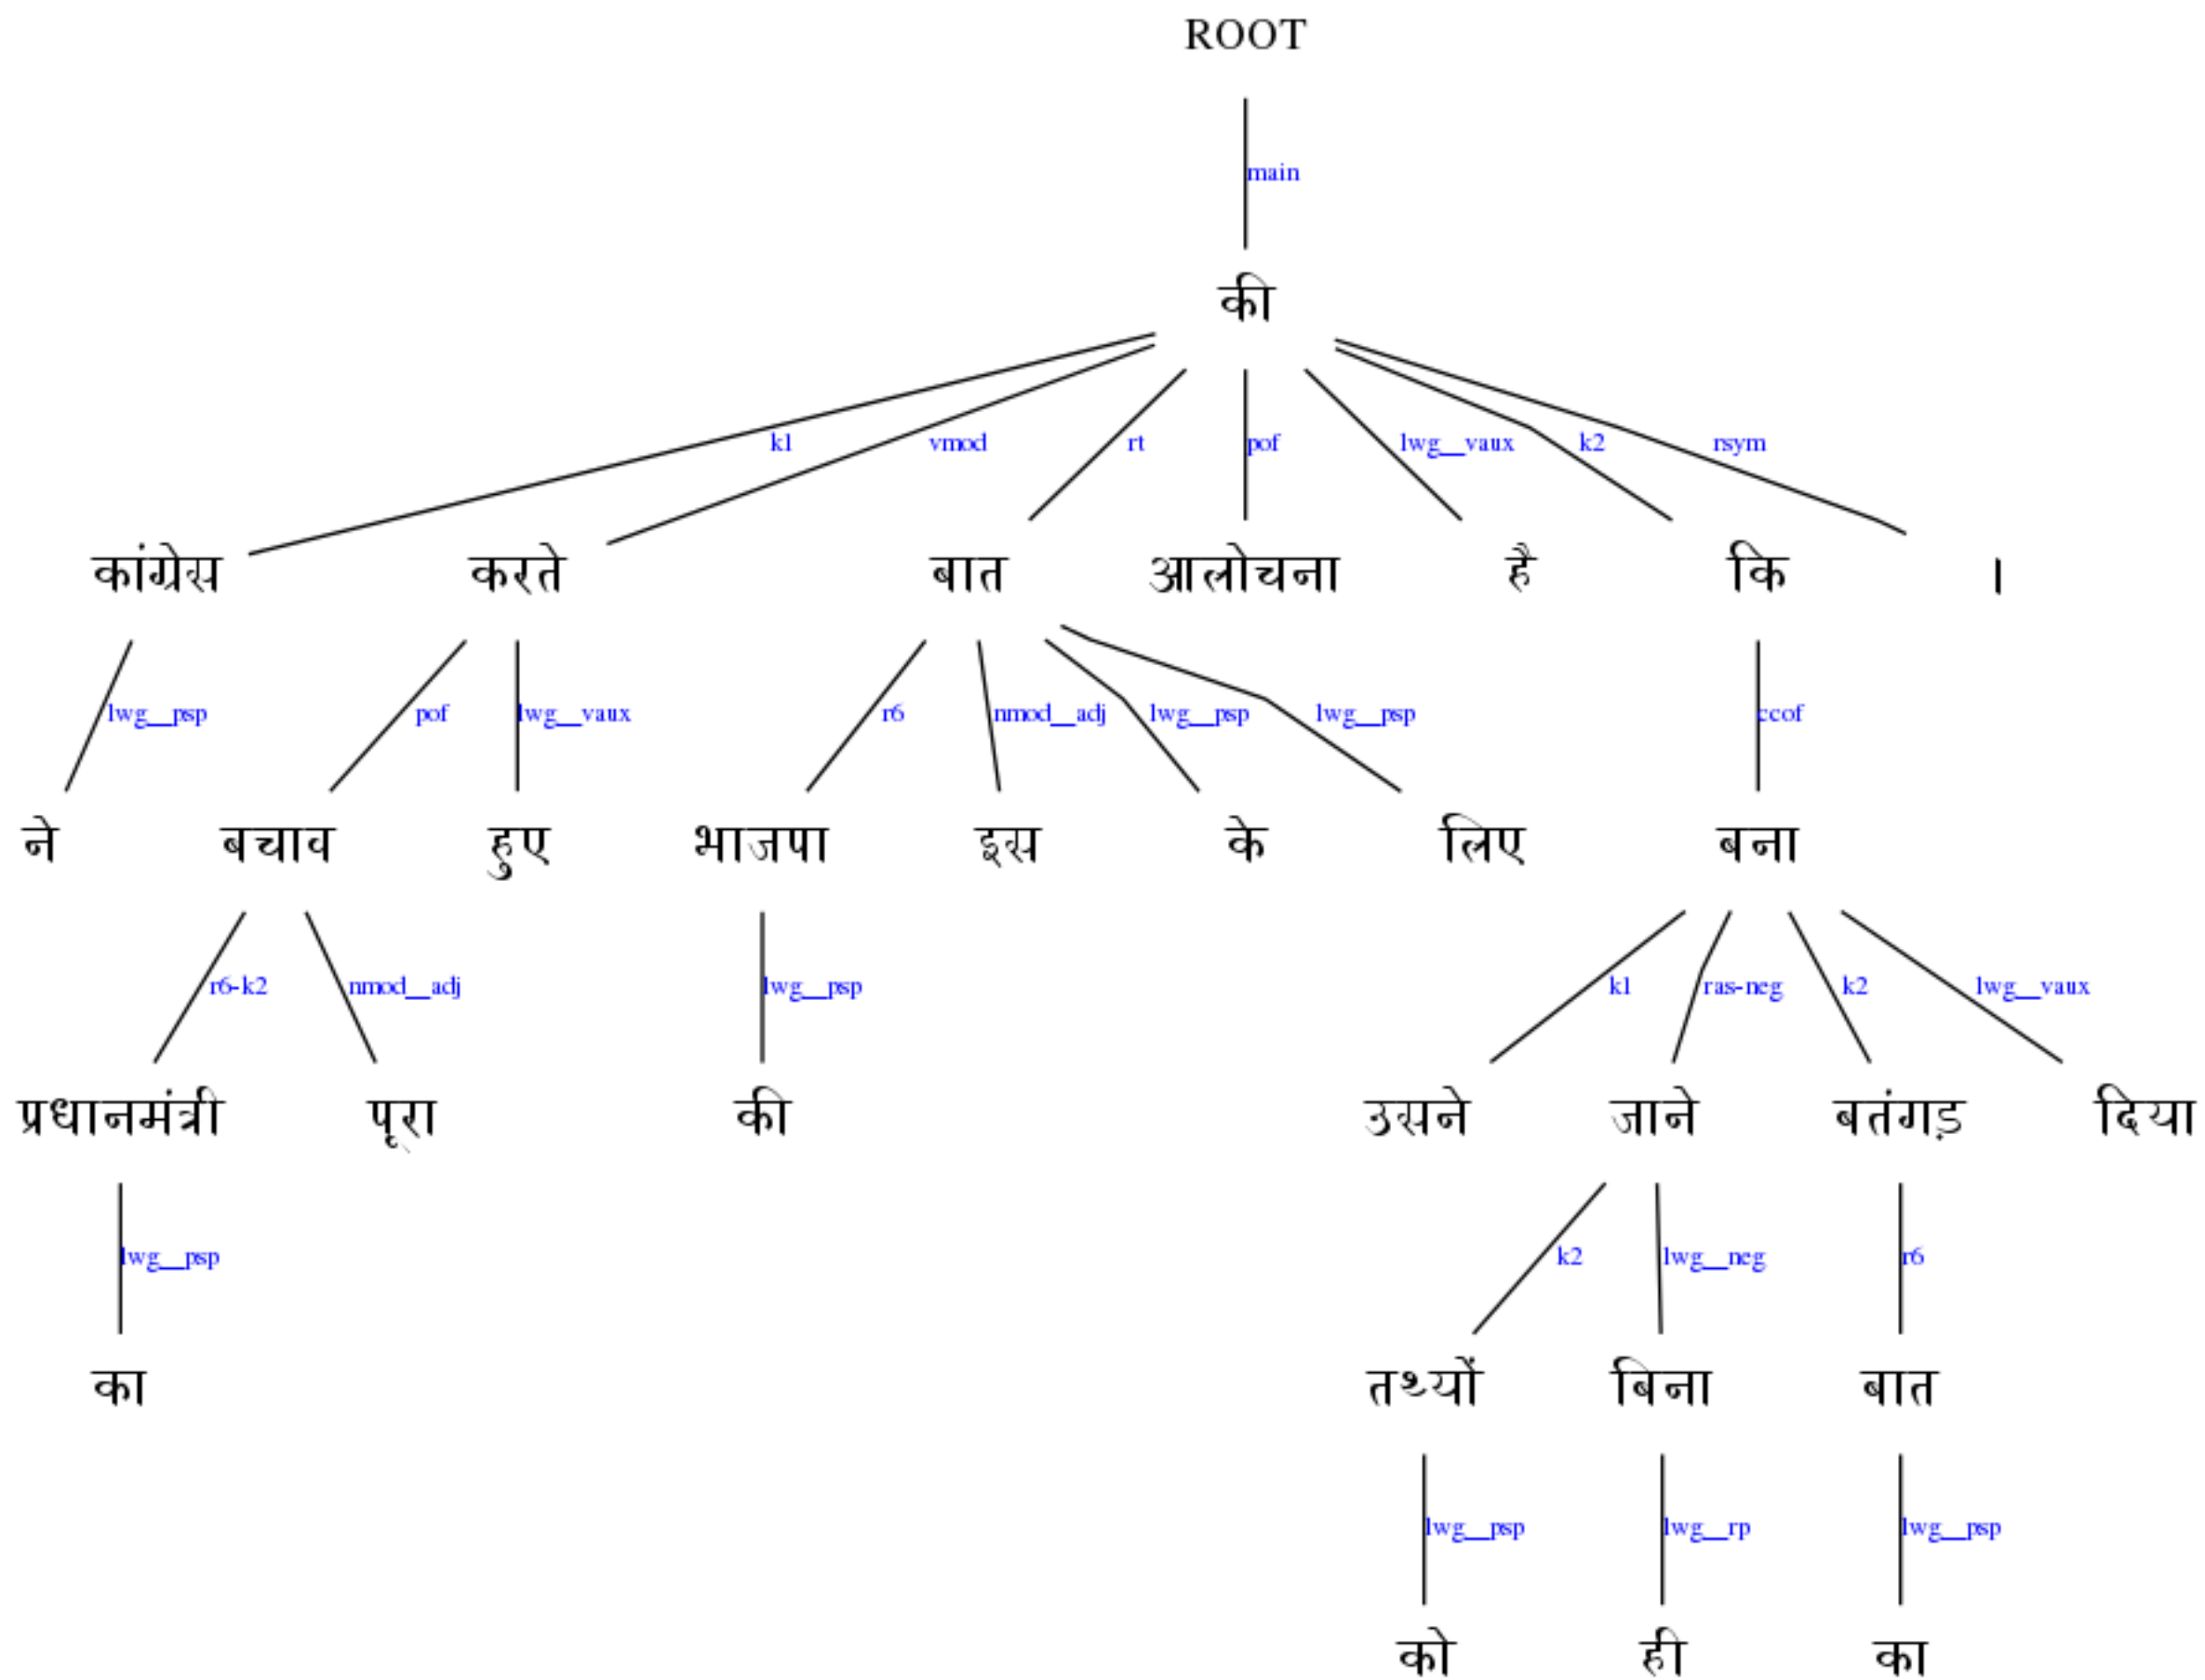 ROOT
main
की
k1 vmod rt pof lwg__vaux k2 rsym
कांग्रेस करते बात आलोचना है कि ।
lwg__psp pof lwg__vaux r6 nmod__adj lwg__psp lwg__psp ccof
ने बचाव हुए भाजपा इस के लिए बना
r6-k2 nmod__adj lwg__psp k1 ras-neg k2 lwg__vaux
प्रधानमंत्री पूरा की उसने जाने बतंगड़ दिया
lwg__psp k2 lwg__neg r6
का तथ्यों बिना बात
lwg__psp lwg__rp lwg__psp
को ही का